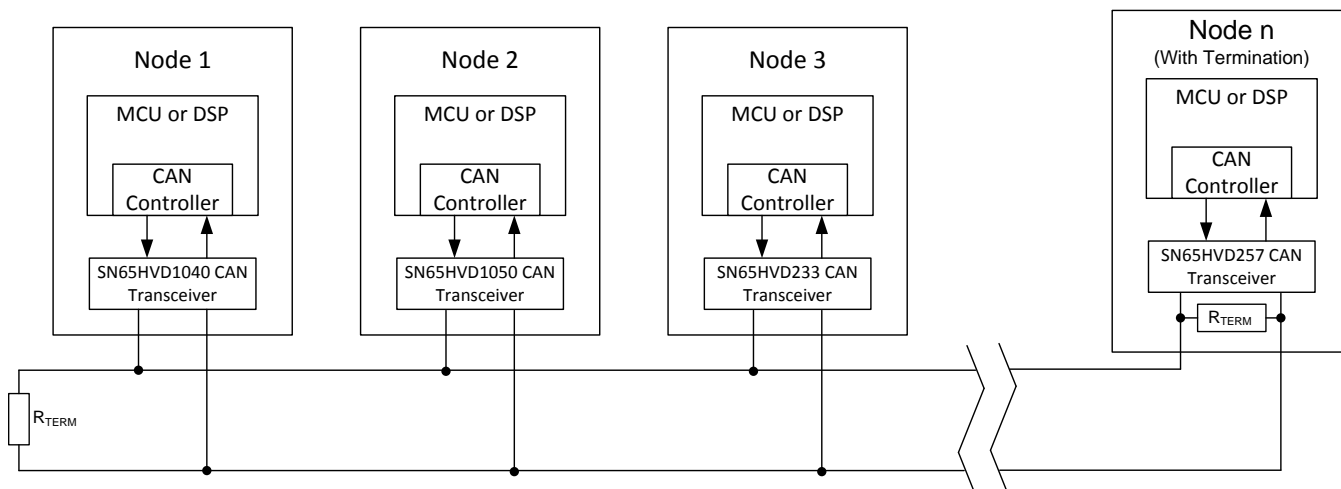 Node 1
MCU or DSP
CAN
Controller
SN65HVD1040 CAN
Transceiver
Node 2
MCU or DSP
CAN
Controller
SN65HVD1050 CAN
Transceiver
Node 3
MCU or DSP
CAN
Controller
SN65HVD233 CAN
Transceiver
Node n
(With Termination)
MCU or DSP
CAN
Controller
SN65HVD257 CAN
Transceiver
RTERM
RTERM